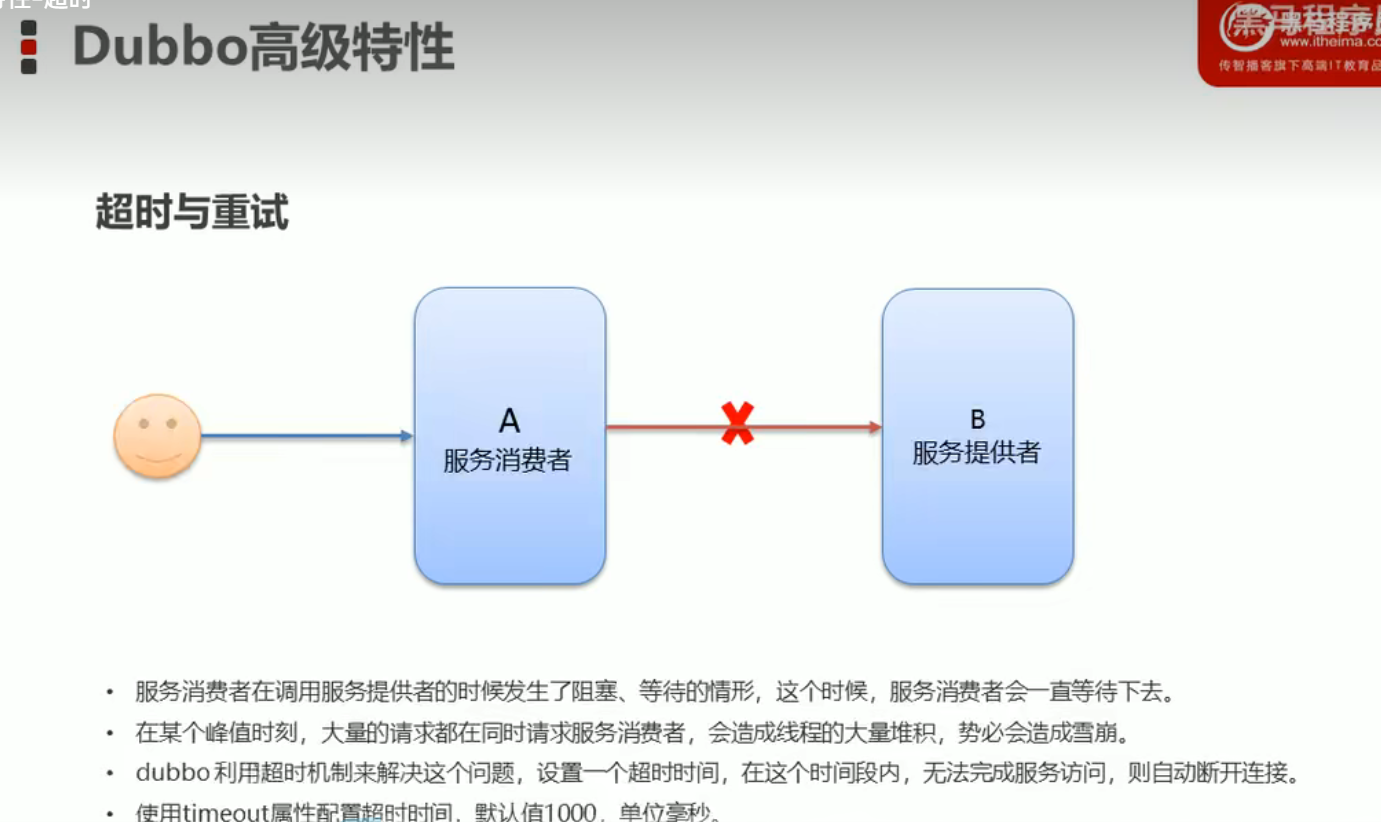 特性-超时
Dubbo高级特性
黑马程序
www.itheima.co
传智播客旗下高端IT教育品
超时与重试
A
服务消费者
B
服务提供者
• 服务消费者在调用服务提供者的时候发生了阻塞、等待的情形，这个时候，服务消费者会一直等待下去。
• 在某个峰值时刻，大量的请求都在同时请求服务消费者，会造成线程的大量堆积，势必会造成雪崩。
• dubbo 利用超时机制来解决这个问题，设置一个超时时间，在这个时间段内，无法完成服务访问，则自动断开连接。
• 使用timeout属性配置超时时间，默认值1000，单位毫秒。